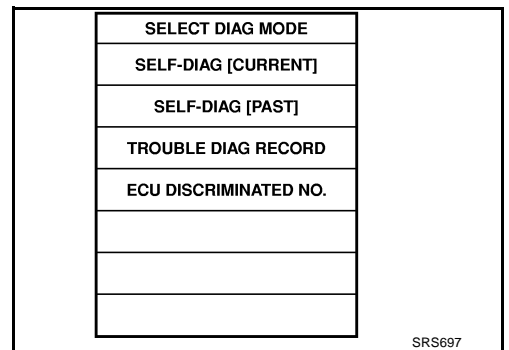 SELECT DIAG MODE
SELF-DIAG [CURRENT]
SELF-DIAG [PAST]
TROUBLE DIAG RECORD
ECU DISCRIMINATED NO.
SRS697